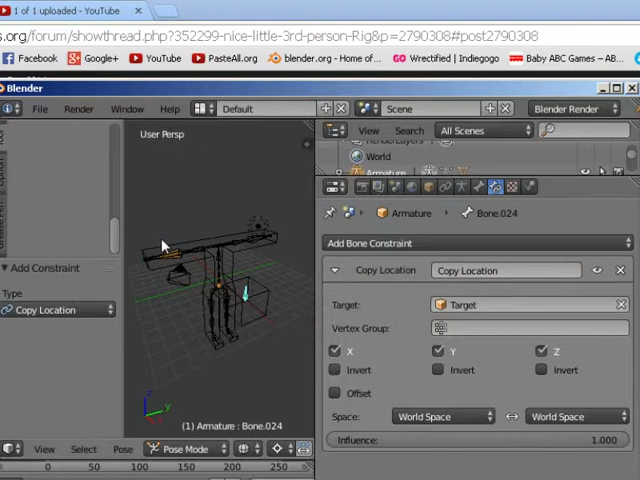 1 of 1 uploaded - YouTube
s.org/forum/showthread.php?352299-nice-little-3rd-person-Rig&p=2790308#post2790308
Facebook Google+ YouTube PasteAll.org blender.org - Home of... Wrectified | Indiegogo Baby ABC Games – AB...
Blender
File Render Window Help Default Scene Blender Render
View Search All Scenes
World
Armature
User Persp
Armature Bone.024
Add Bone Constraint
Add Constraint
Type
Copy Location
Copy Location Copy Location
Target: Target
Vertex Group:
X Y Z
Invert Invert Invert
Offset
Space: World Space World Space
Influence: 1.000
(1) Armature : Bone.024
View Select Pose Pose Mode
0 50 100 150 200 250